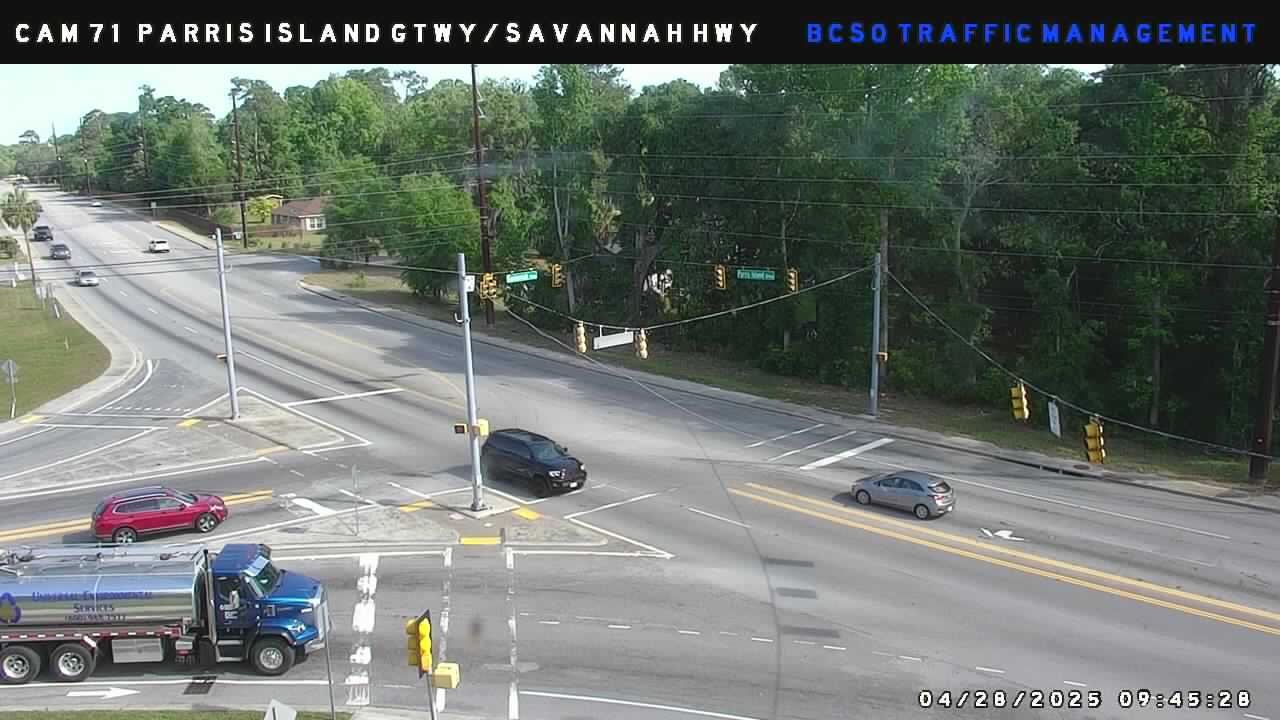 CAM 71 PARRIS ISLAND GTWY/SAVANNAH HWY BCSO TRAFFIC MANAGEMENT
Parris Island Gtwy
UNIVERSAL ENVIRONMENTAL
SERVICES
04/28/2025 09:45:28